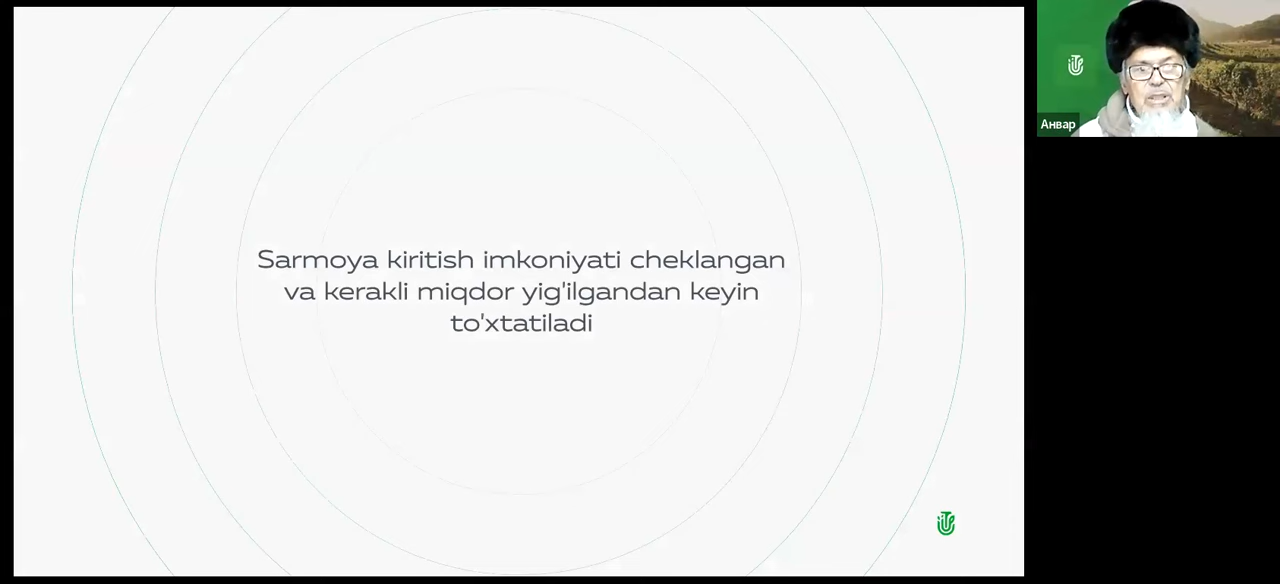 Sarmoya kiritish imkoniyati cheklangan
va kerakli miqdor yig'ilgandan keyin
to'xtatiladi
Анвар